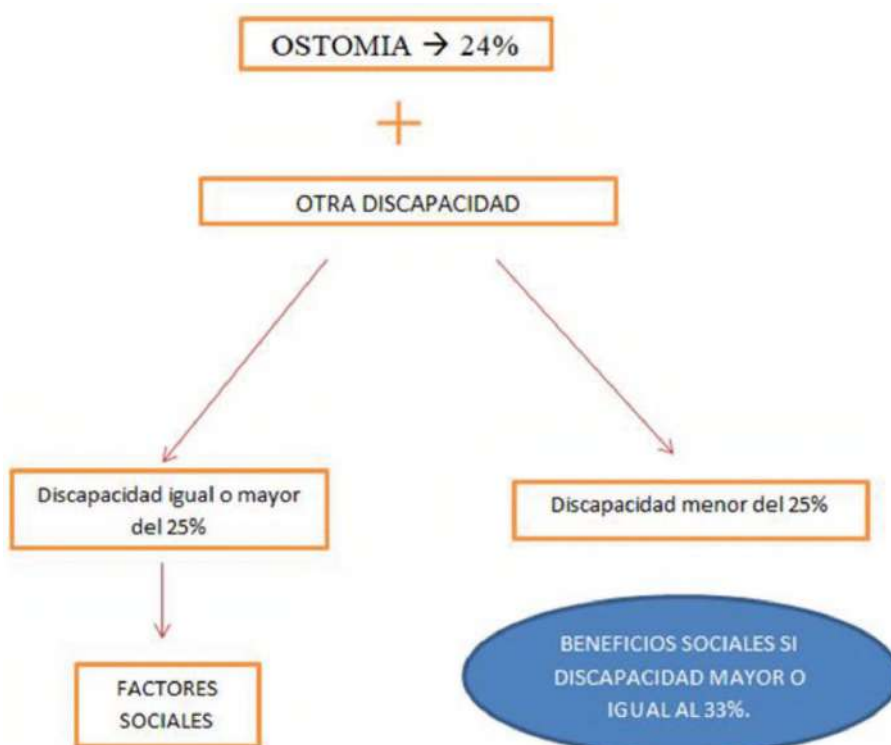 OSTOMIA → 24%
+
OTRA DISCAPACIDAD
Discapacidad igual o mayor
del 25%
Discapacidad menor del 25%
FACTORES
SOCIALES
BENEFICIOS SOCIALES SI
DISCAPACIDAD MAYOR O
IGUAL AL 33%.